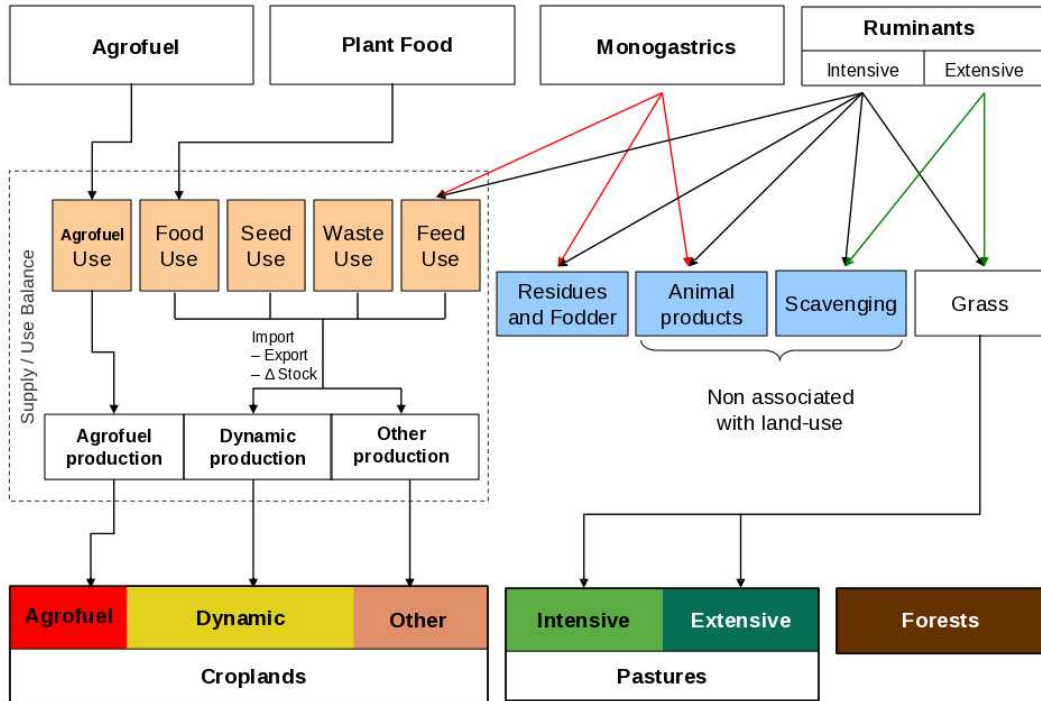 Agrofuel
Plant Food
Monogastrics
Ruminants
Intensive
Extensive
Supply / Use Balance
Agrofuel
Use
Food
Use
Seed
Use
Waste
Use
Feed
Use
Residues
and Fodder
Animal
products
Scavenging
Grass
Import
– Export
– Δ Stock
Non associated
with land-use
Agrofuel
production
Dynamic
production
Other
production
Agrofuel
Dynamic
Other
Croplands
Intensive
Extensive
Pastures
Forests